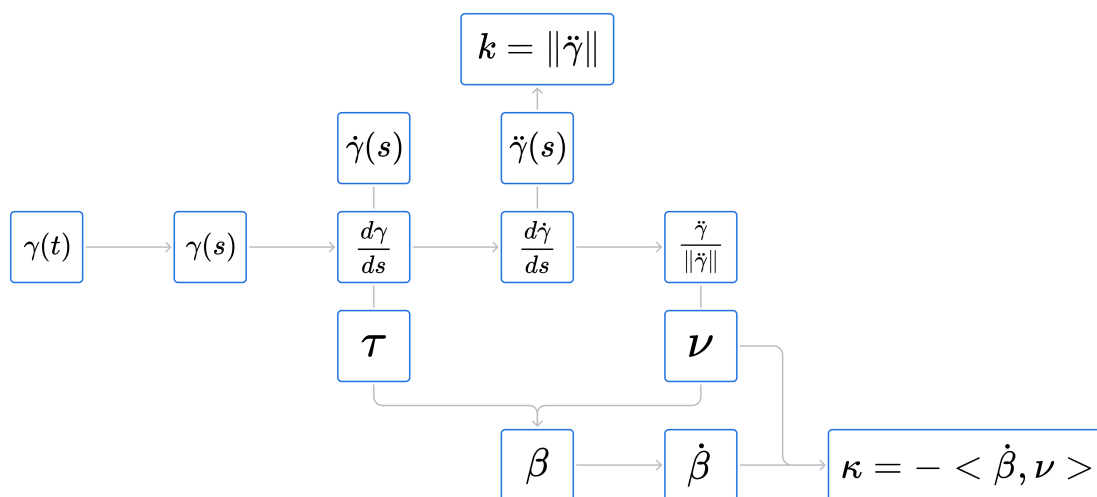 k = ‖γ̈‖
γ̇(s)
γ̈(s)
γ(t)
γ(s)
dγ/ds
dγ̇/ds
γ̈/‖γ̈‖
τ
ν
β
β̇
κ = − < β̇, ν >